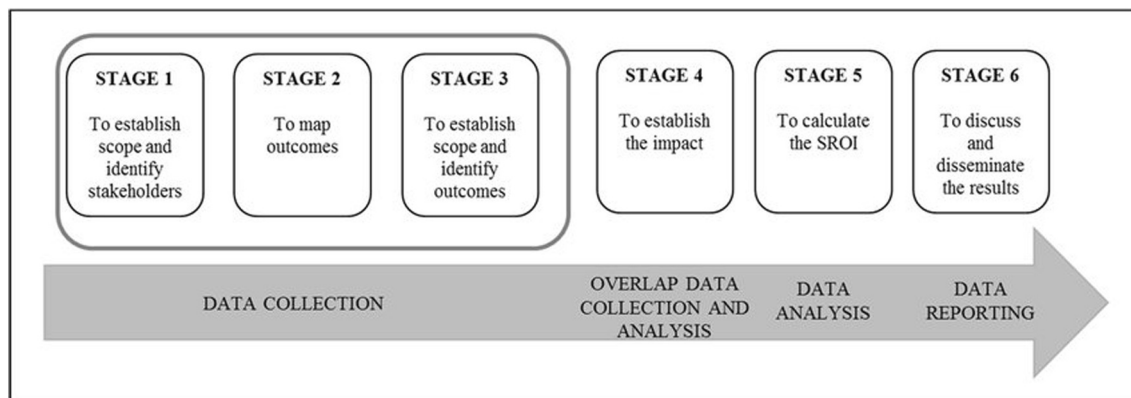 STAGE 1
To establish
scope and
identify
stakeholders
STAGE 2
To map
outcomes
STAGE 3
To establish
scope and
identify
outcomes
STAGE 4
To establish
the impact
STAGE 5
To calculate
the SROI
STAGE 6
To discuss
and
disseminate
the results
DATA COLLECTION
OVERLAP DATA
COLLECTION AND
ANALYSIS
DATA
ANALYSIS
DATA
REPORTING